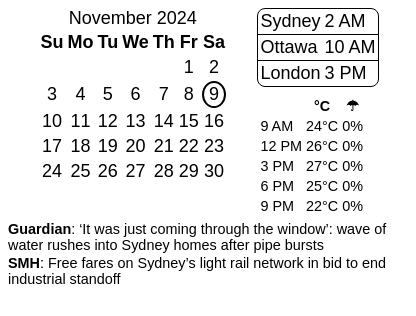 November 2024
Su Mo Tu We Th Fr Sa
1 2
3 4 5 6 7 8 9
10 11 12 13 14 15 16
17 18 19 20 21 22 23
24 25 26 27 28 29 30
Sydney 2 AM
Ottawa 10 AM
London 3 PM
°C ☂
9 AM 24°C 0%
12 PM 26°C 0%
3 PM 27°C 0%
6 PM 25°C 0%
9 PM 22°C 0%
Guardian: ‘It was just coming through the window’: wave of
water rushes into Sydney homes after pipe bursts
SMH: Free fares on Sydney’s light rail network in bid to end
industrial standoff